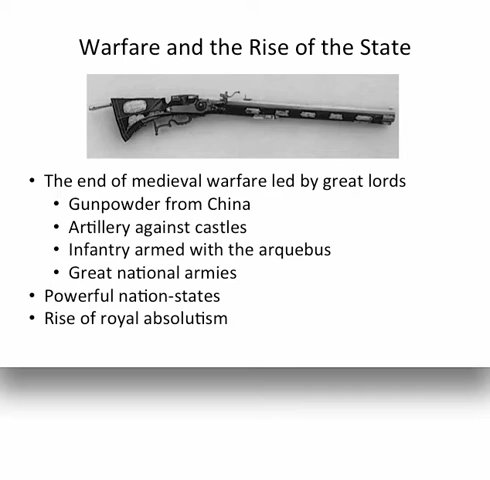 Warfare and the Rise of the State
• The end of medieval warfare led by great lords
• Gunpowder from China
• Artillery against castles
• Infantry armed with the arquebus
• Great national armies
• Powerful nation-states
• Rise of royal absolutism